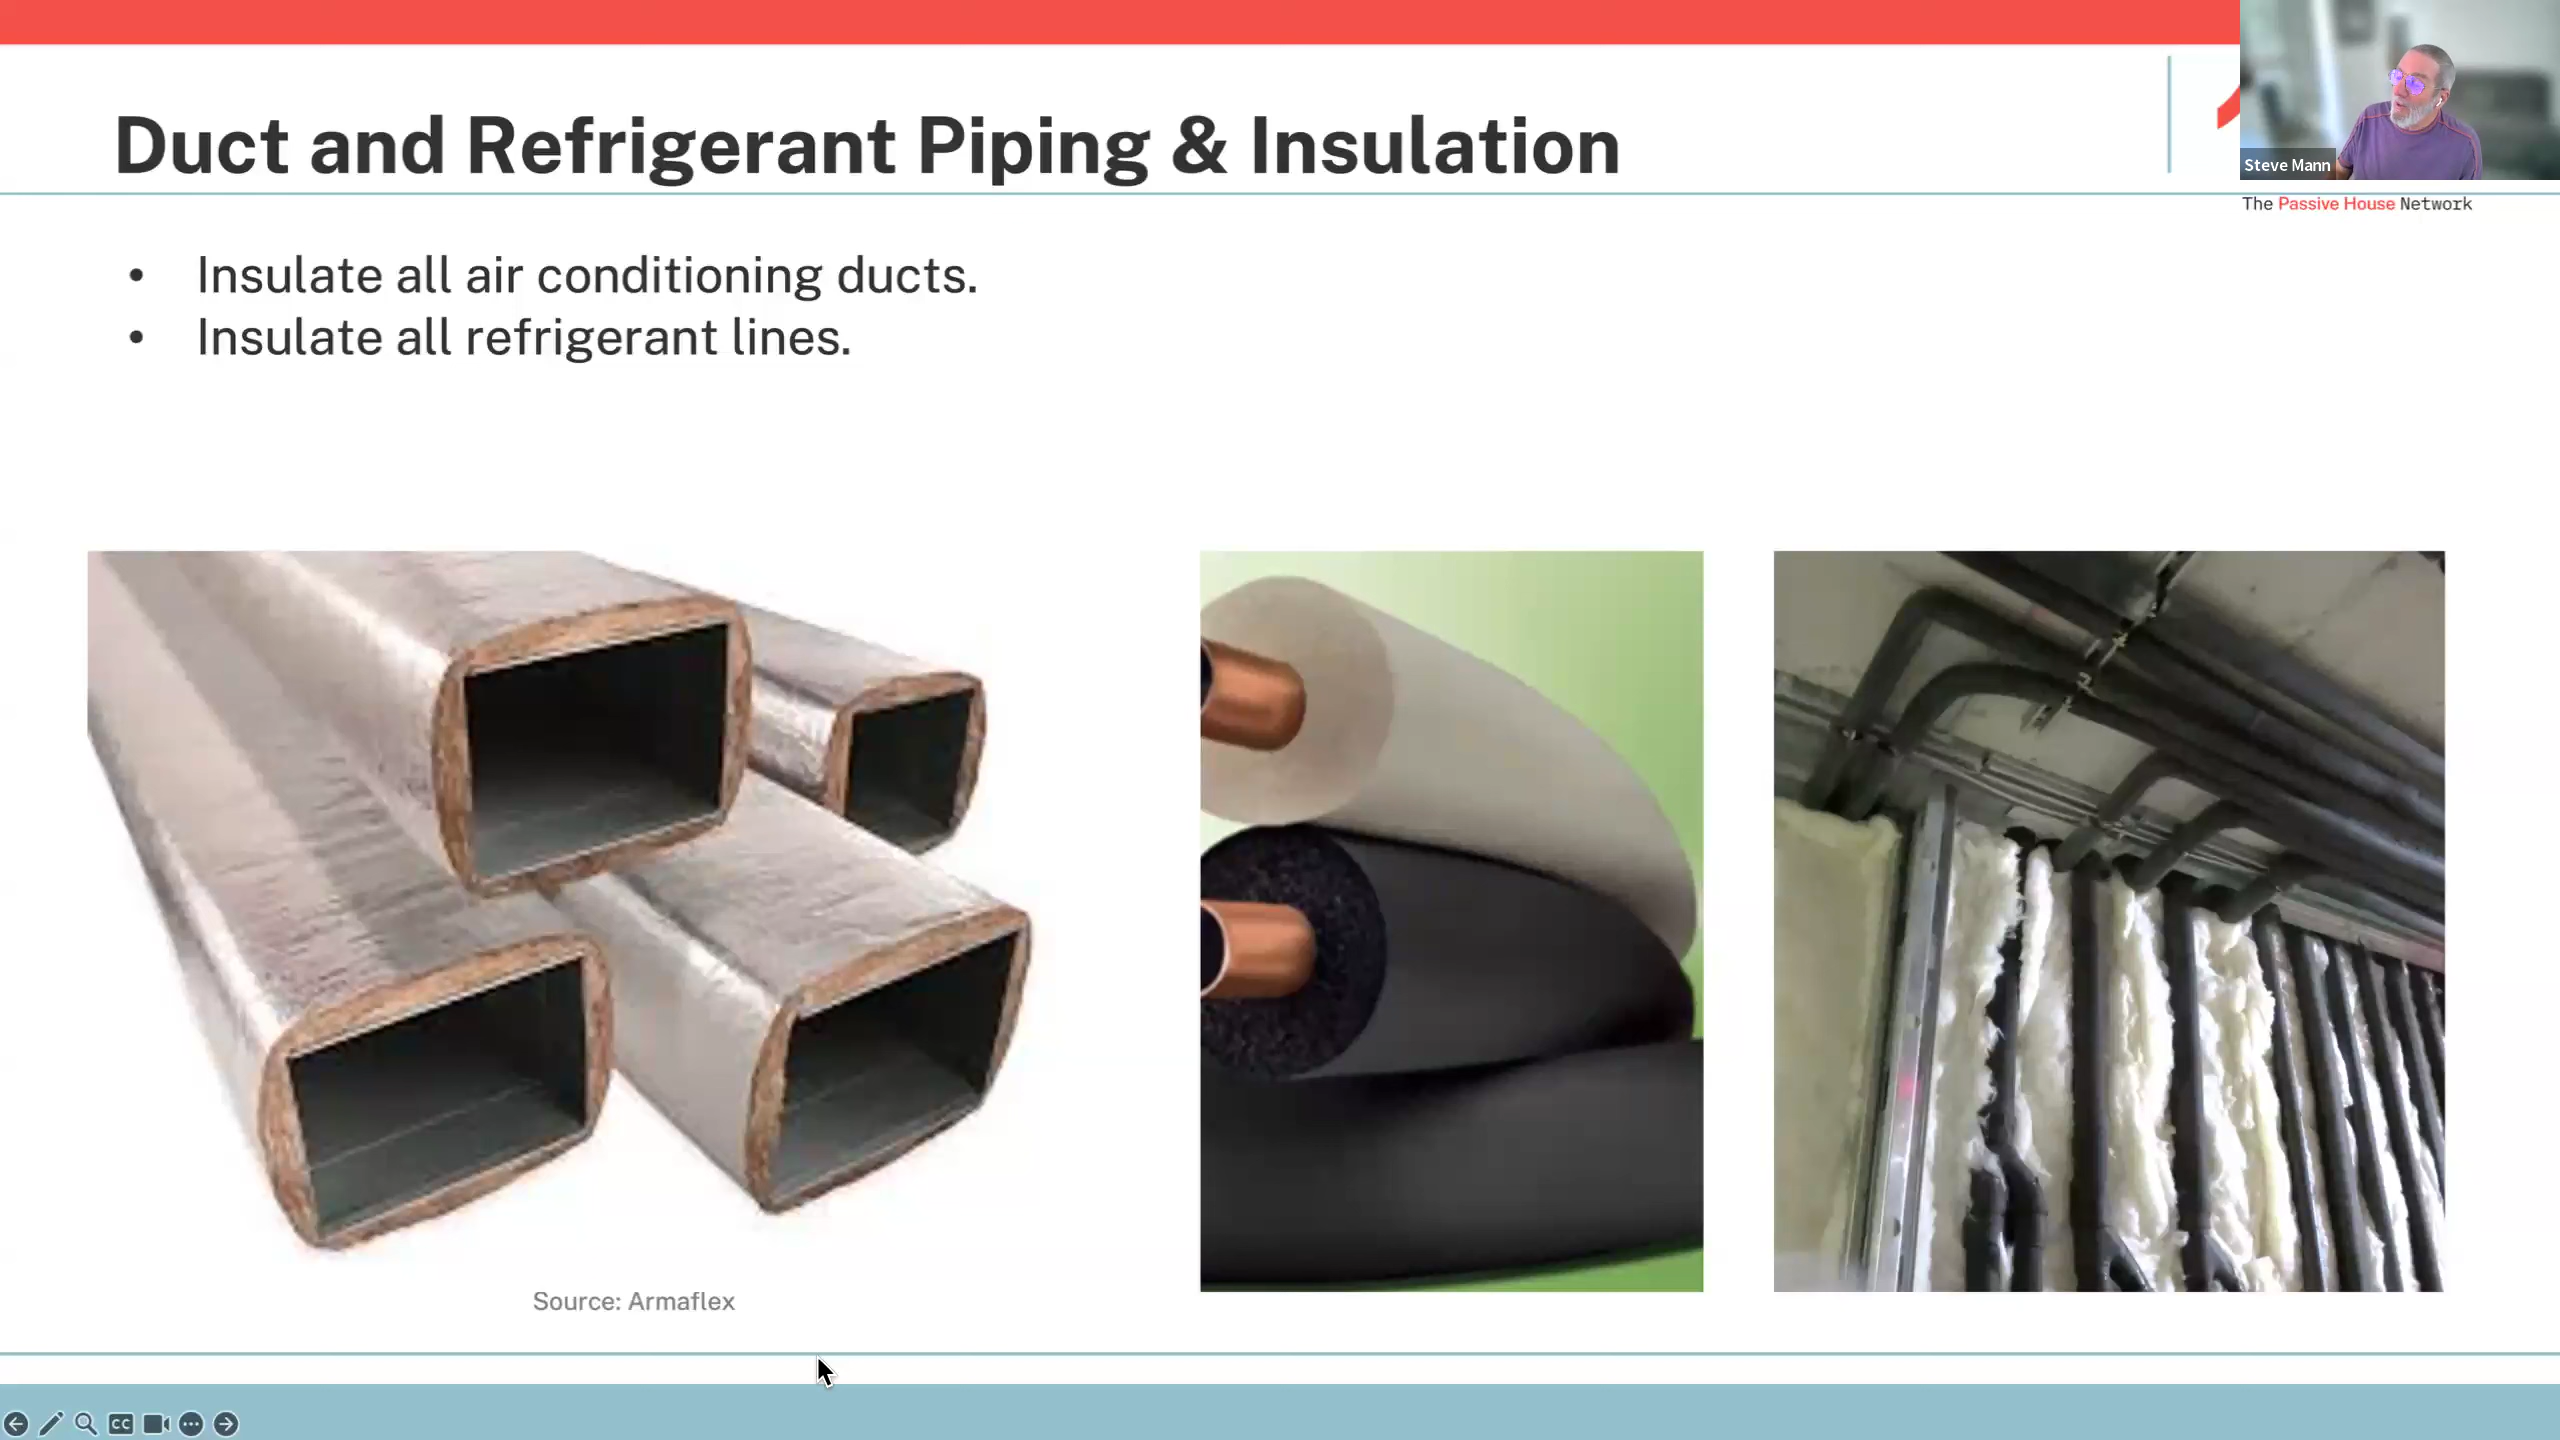 Duct and Refrigerant Piping & Insulation
Steve Mann
The Passive House Network
• Insulate all air conditioning ducts.
• Insulate all refrigerant lines.
Source: Armaflex
CC